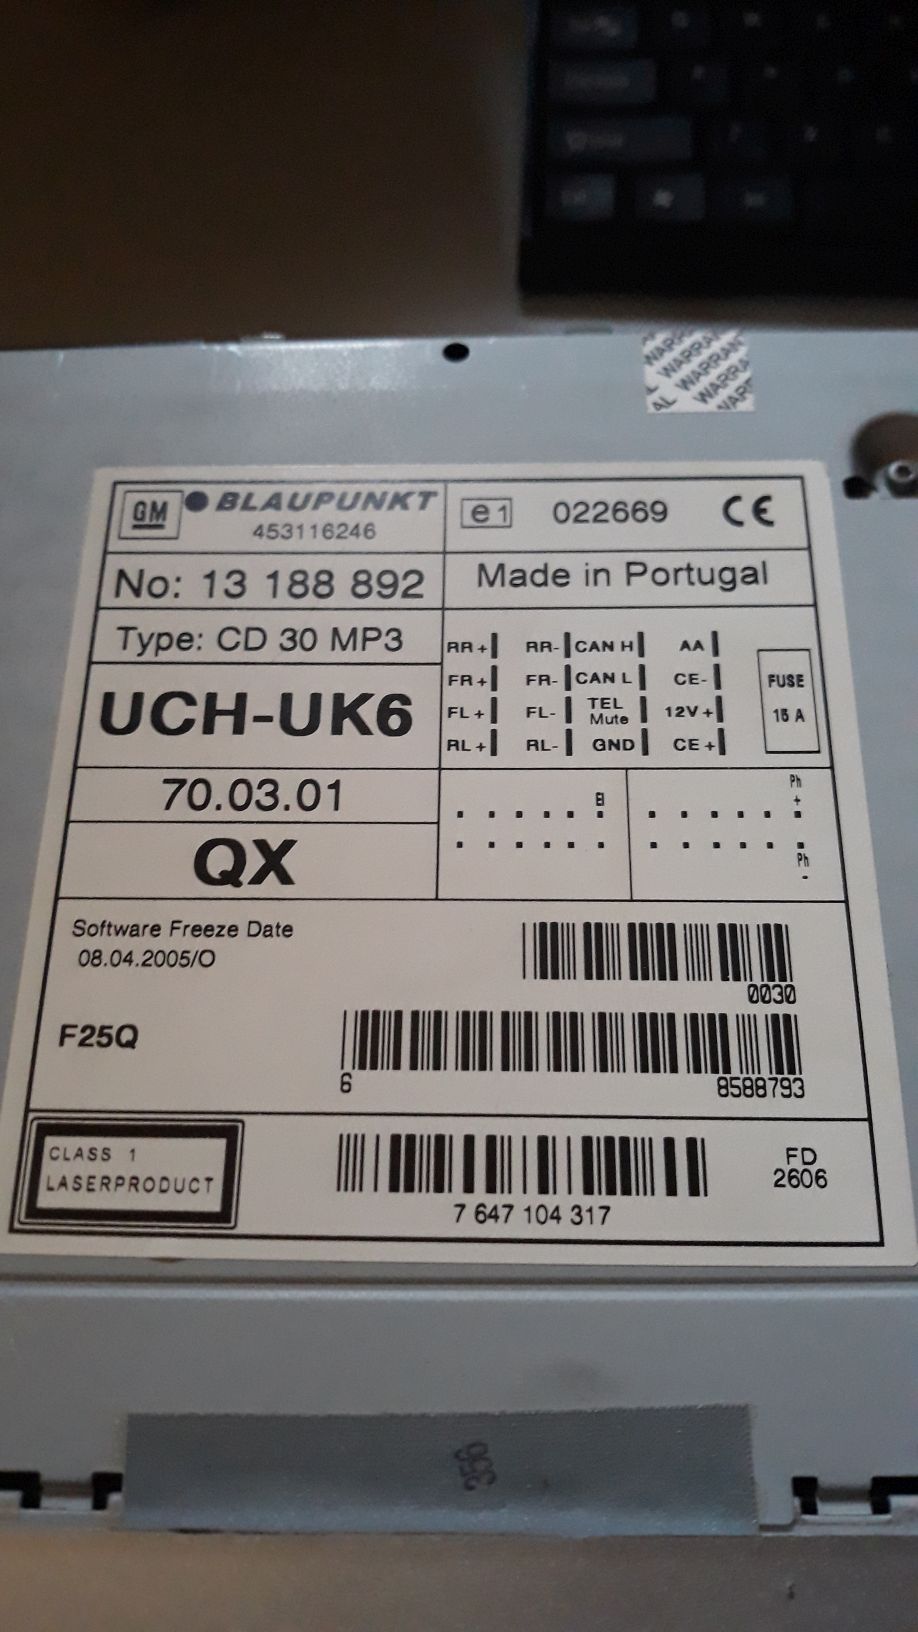 WARRANT
GM BLAUPUNKT
453116246
e1 022669 CE
No: 13 188 892
Made in Portugal
Type: CD 30 MP3
UCH-UK6
70.03.01
QX
RR+ RR- CAN H AA
FR+ FR- CAN L CE-
FL+ FL- TEL Mute 12V+
RL+ RL- GND CE+
FUSE
15 A
Ph
+
Ph
-
Software Freeze Date
08.04.2005/O
0030
F25Q
6 8588793
CLASS 1
LASERPRODUCT
7 647 104 317
FD
2606